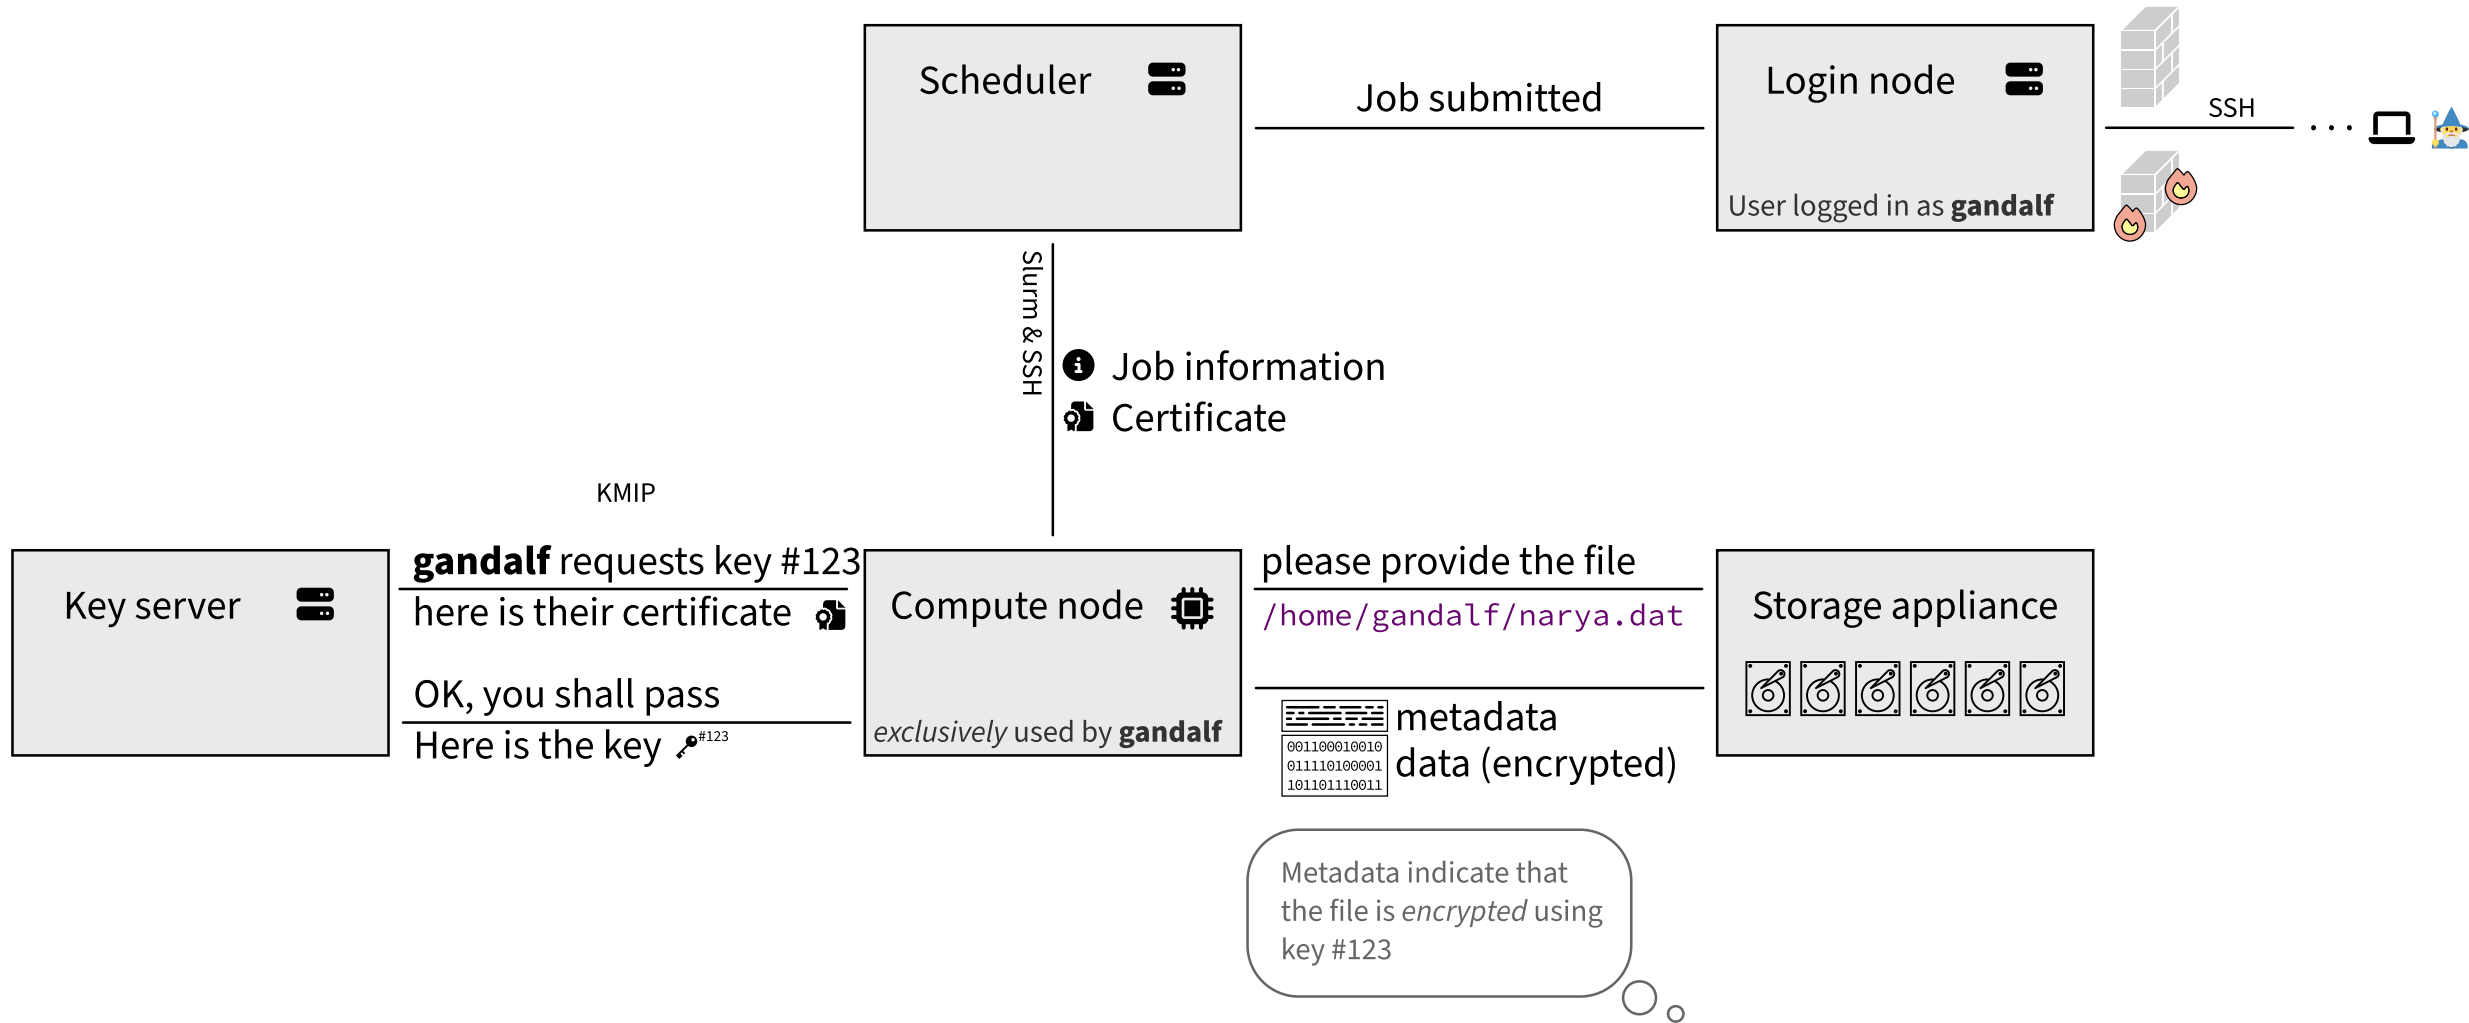 Scheduler
Job submitted
Login node
SSH
User logged in as gandalf
Slurm & SSH
Job information
Certificate
KMIP
Key server
gandalf requests key #123
here is their certificate
OK, you shall pass
Here is the key #123
Compute node
exclusively used by gandalf
please provide the file
/home/gandalf/narya.dat
metadata
data (encrypted)
001100010010
011110100001
101101110011
Storage appliance
Metadata indicate that
the file is encrypted using
key #123